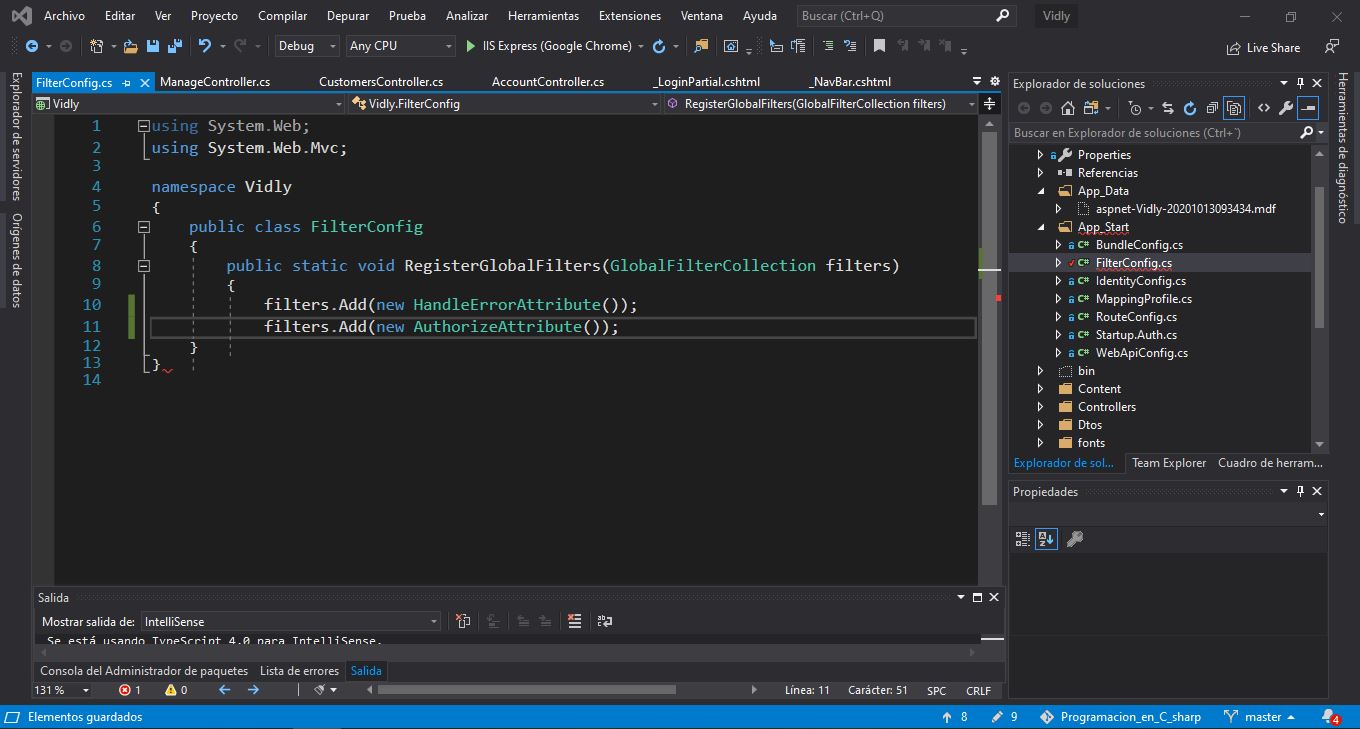 Archivo Editar Ver Proyecto Compilar Depurar Prueba Analizar Herramientas Extensiones Ventana Ayuda Buscar (Ctrl+Q) Vidly
Debug Any CPU IIS Express (Google Chrome) Live Share
Explorador de servidores
Orígenes de datos
FilterConfig.cs ManageController.cs CustomersController.cs AccountController.cs _LoginPartial.cshtml _NavBar.cshtml
Vidly Vidly.FilterConfig RegisterGlobalFilters(GlobalFilterCollection filters)
1 using System.Web;
2 using System.Web.Mvc;
3
4 namespace Vidly
5 {
6 public class FilterConfig
7 {
8 public static void RegisterGlobalFilters(GlobalFilterCollection filters)
9 {
10 filters.Add(new HandleErrorAttribute());
11 filters.Add(new AuthorizeAttribute());
12 }
13 }
14
Salida
Mostrar salida de: IntelliSense
Se está usando TypeScript 4.0 para IntelliSense.
Consola del Administrador de paquetes Lista de errores Salida
131 % 1 0 Línea: 11 Carácter: 51 SPC CRLF
Explorador de soluciones
Buscar en Explorador de soluciones (Ctrl+´)
Properties
Referencias
App_Data
aspnet-Vidly-20201013093434.mdf
App_Start
C# BundleConfig.cs
C# FilterConfig.cs
C# IdentityConfig.cs
C# MappingProfile.cs
C# RouteConfig.cs
C# Startup.Auth.cs
C# WebApiConfig.cs
bin
Content
Controllers
Dtos
fonts
Explorador de sol... Team Explorer Cuadro de herram...
Propiedades
Herramientas de diagnóstico
Elementos guardados 8 9 Programacion_en_C_sharp master 4